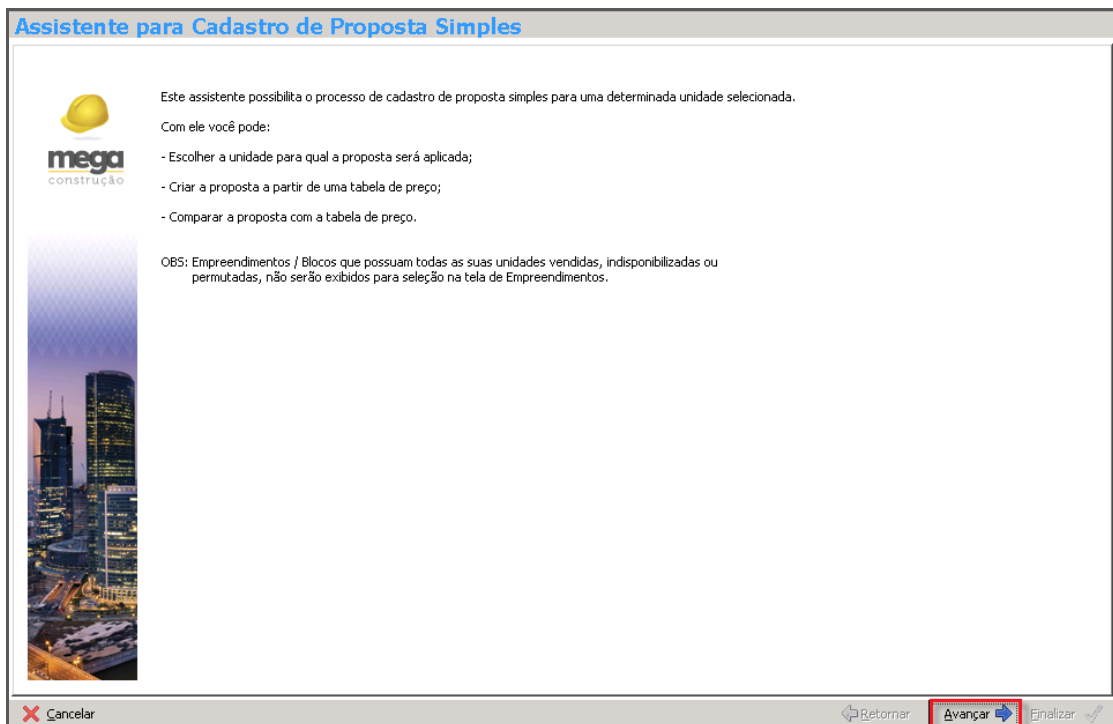 Assistente para Cadastro de Proposta Simples
Este assistente possibilita o processo de cadastro de proposta simples para uma determinada unidade selecionada.
Com ele você pode:
- Escolher a unidade para qual a proposta será aplicada;
- Criar a proposta a partir de uma tabela de preço;
- Comparar a proposta com a tabela de preço.
OBS: Empreendimentos / Blocos que possuam todas as suas unidades vendidas, indisponibilizadas ou
permutadas, não serão exibidos para seleção na tela de Empreendimentos.
mega
construção
Cancelar
Retornar
Avançar
Finalizar